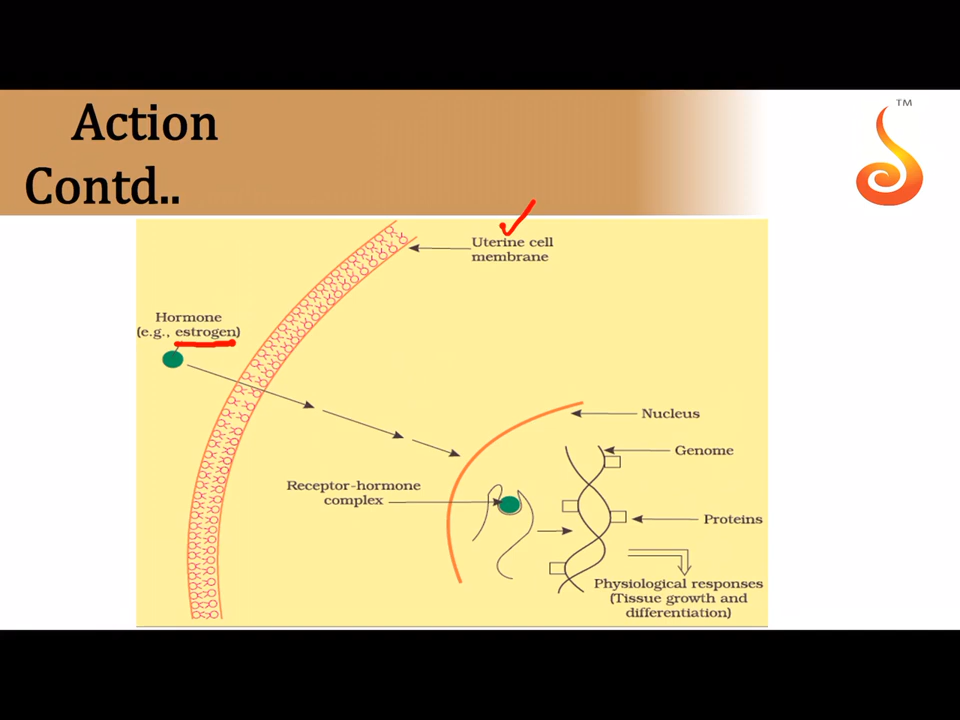 Action
Contd..
TM
Uterine cell
membrane
Hormone
(e.g., estrogen)
Nucleus
Genome
Receptor-hormone
complex
Proteins
Physiological responses
(Tissue growth and
differentiation)